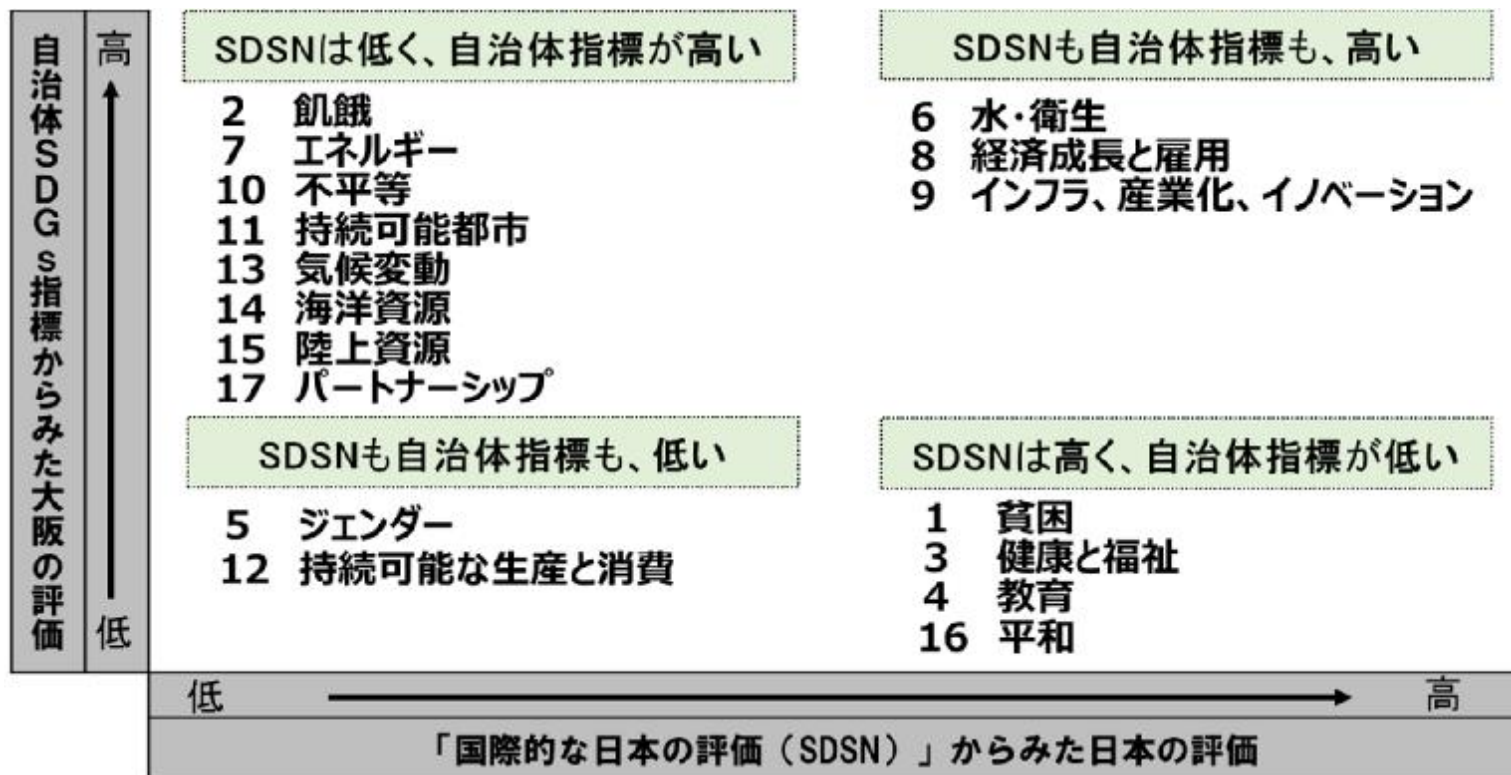 自治体SDGs指標からみた大阪の評価
高
低
SDSNは低く、自治体指標が高い
2 飢餓
7 エネルギー
10 不平等
11 持続可能都市
13 気候変動
14 海洋資源
15 陸上資源
17 パートナーシップ
SDSNも自治体指標も、高い
6 水・衛生
8 経済成長と雇用
9 インフラ、産業化、イノベーション
SDSNも自治体指標も、低い
5 ジェンダー
12 持続可能な生産と消費
SDSNは高く、自治体指標が低い
1 貧困
3 健康と福祉
4 教育
16 平和
低
高
「国際的な日本の評価（SDSN）」からみた日本の評価